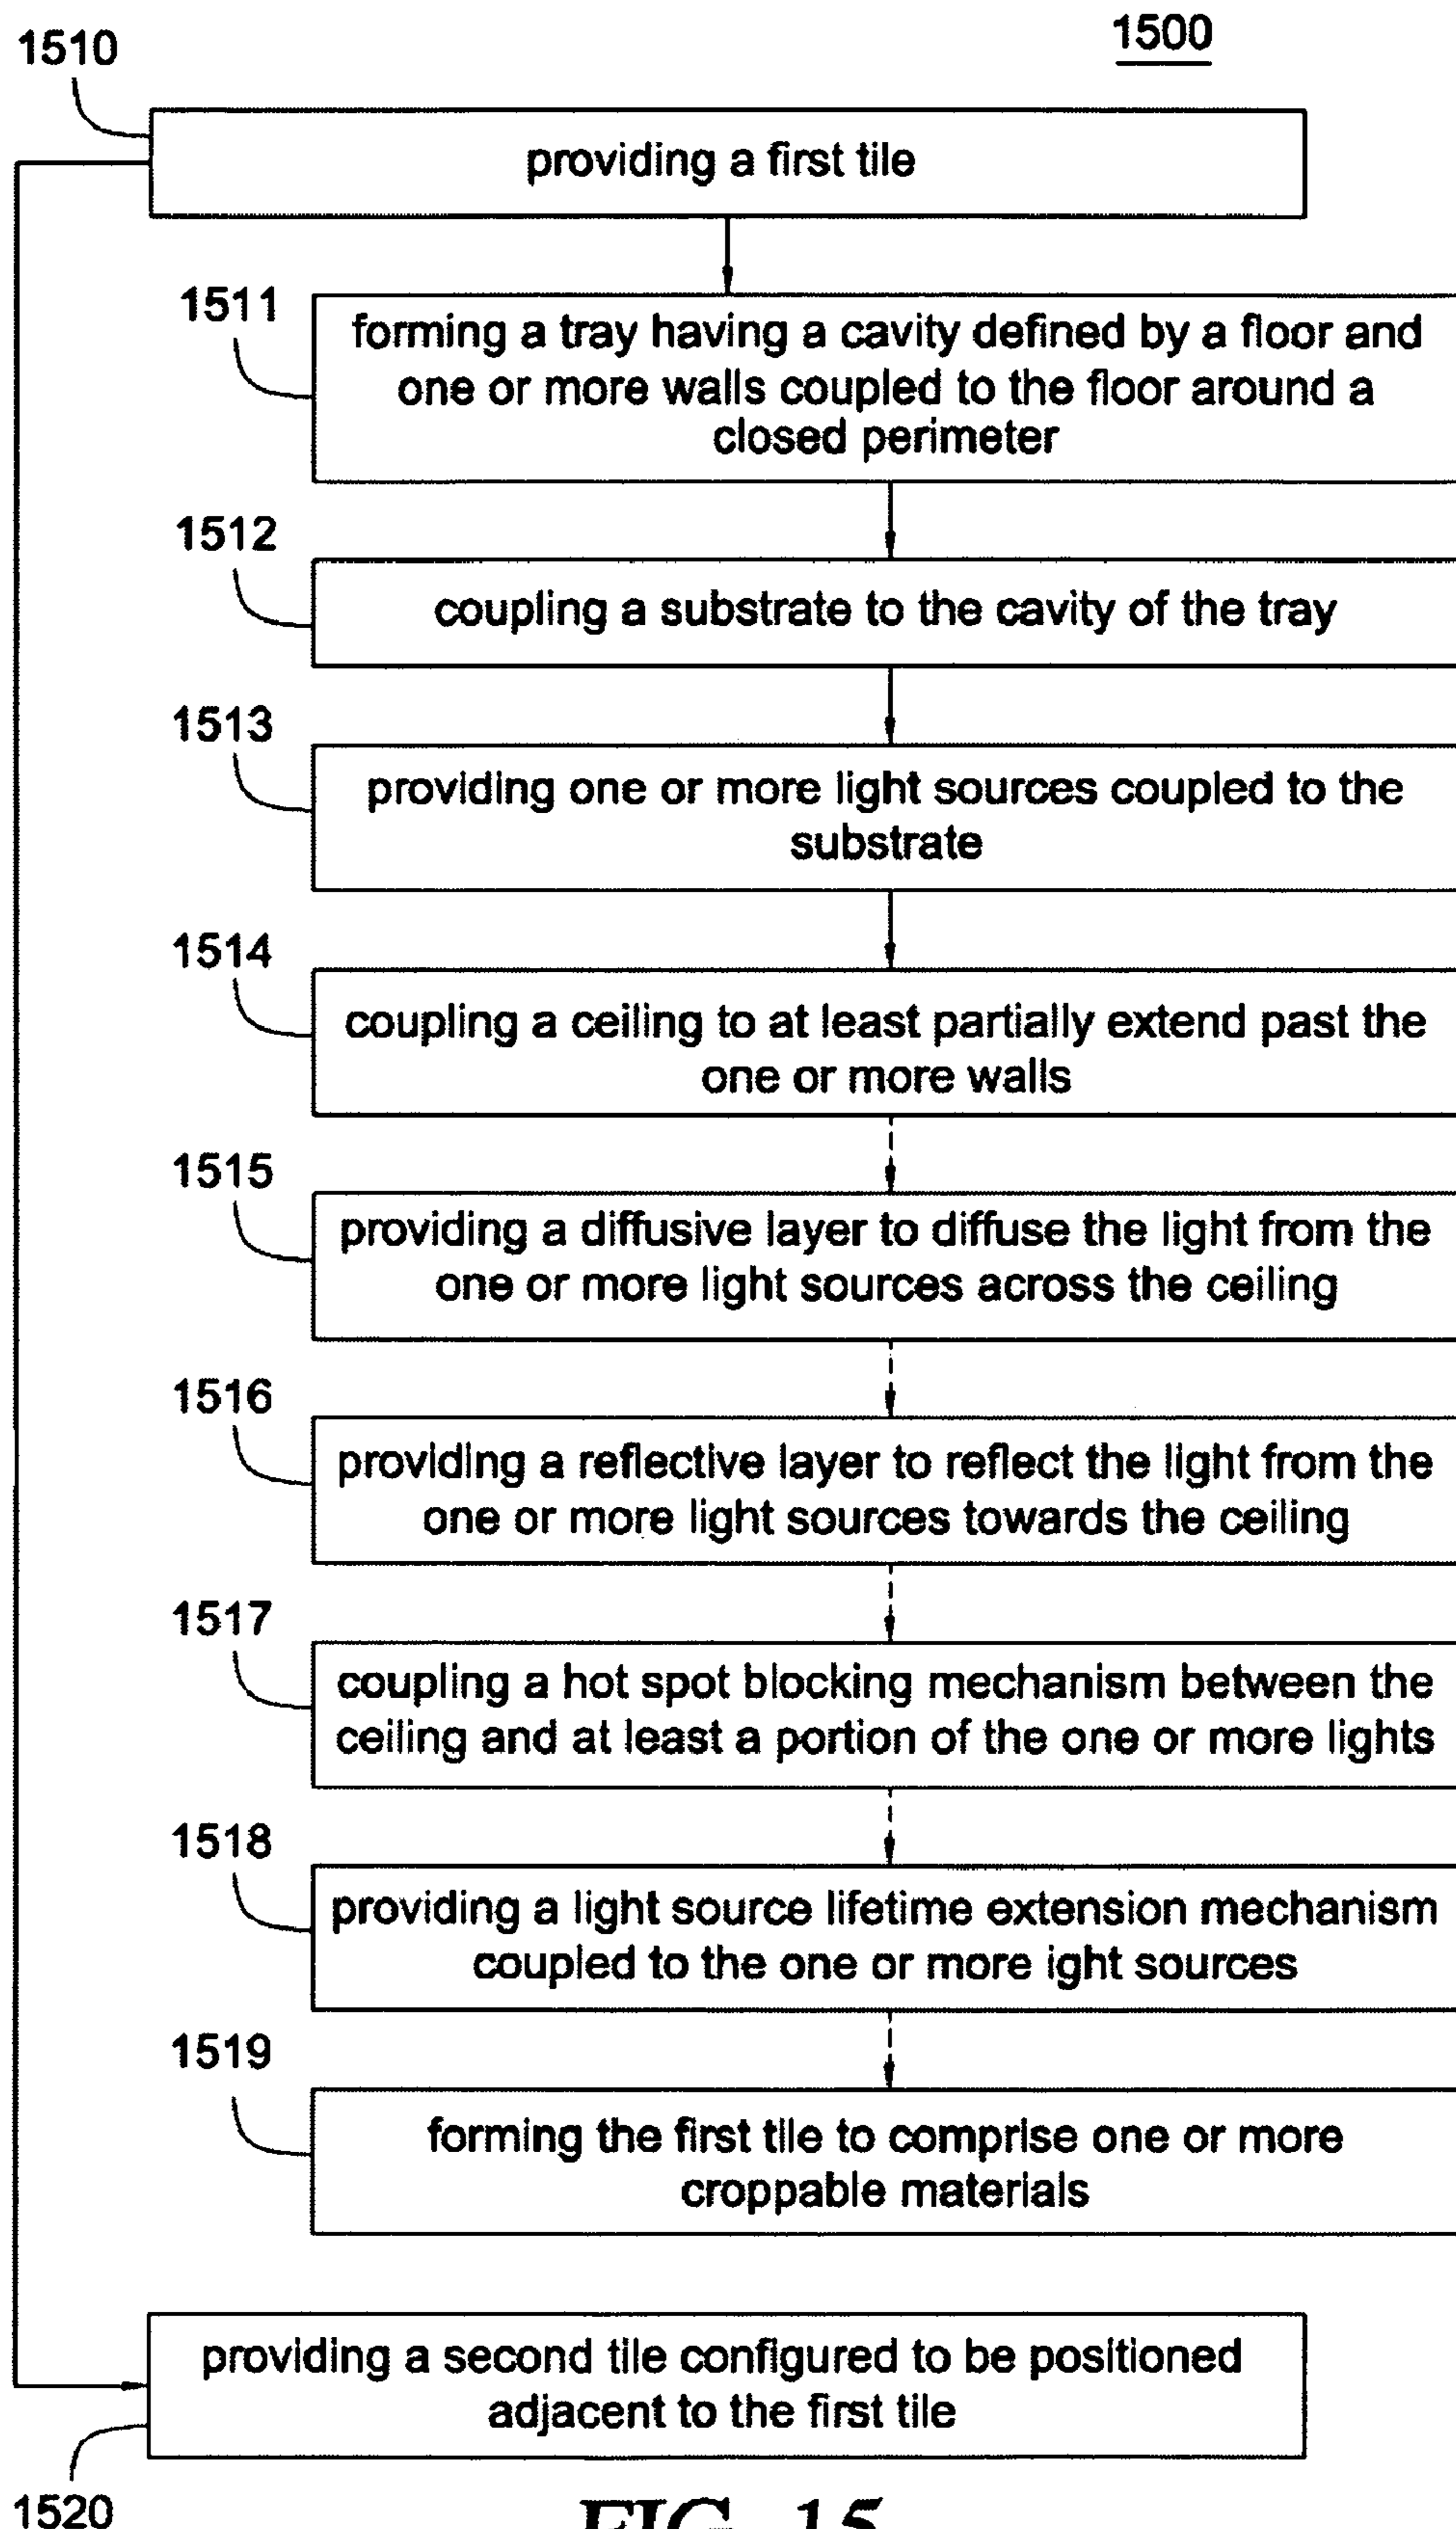 1500
1510
providing a first tile
1511
forming a tray having a cavity defined by a floor and
one or more walls coupled to the floor around a
closed perimeter
1512
coupling a substrate to the cavity of the tray
1513
providing one or more light sources coupled to the
substrate
1514
coupling a ceiling to at least partially extend past the
one or more walls
1515
providing a diffusive layer to diffuse the light from the
one or more light sources across the ceiling
1516
providing a reflective layer to reflect the light from the
one or more light sources towards the ceiling
1517
coupling a hot spot blocking mechanism between the
ceiling and at least a portion of the one or more lights
1518
providing a light source lifetime extension mechanism
coupled to the one or more ight sources
1519
forming the first tile to comprise one or more
croppable materials
providing a second tile configured to be positioned
adjacent to the first tile
1520
FIG. 15